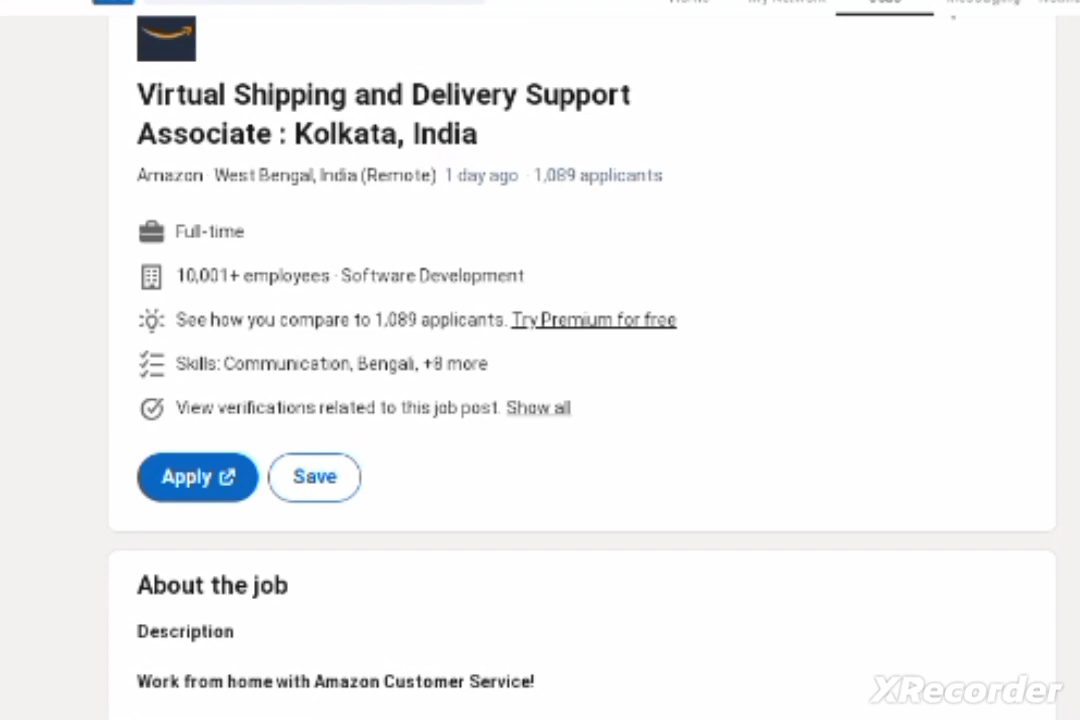 Virtual Shipping and Delivery Support
Associate : Kolkata, India
Amazon · West Bengal, India (Remote) 1 day ago · 1,089 applicants
Full-time
10,001+ employees · Software Development
See how you compare to 1,089 applicants. Try Premium for free
Skills: Communication, Bengali, +8 more
View verifications related to this job post. Show all
Apply
Save
About the job
Description
Work from home with Amazon Customer Service!
XRecorder